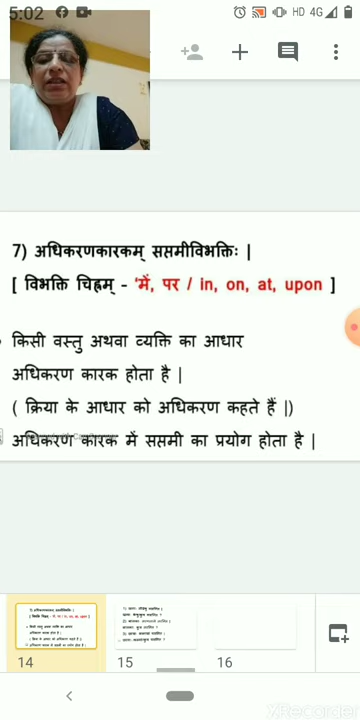 5:02
HD 4G
7) अधिकरणकारकम् सप्तमीविभक्तिः |
[ विभक्ति चिह्नम् - 'में, पर / in, on, at, upon ]
किसी वस्तु अथवा व्यक्ति का आधार
अधिकरण कारक होता है |
( क्रिया के आधार को अधिकरण कहते हैं |)
अधिकरण कारक में सप्तमी का प्रयोग होता है |
14
15
16
XRecorder